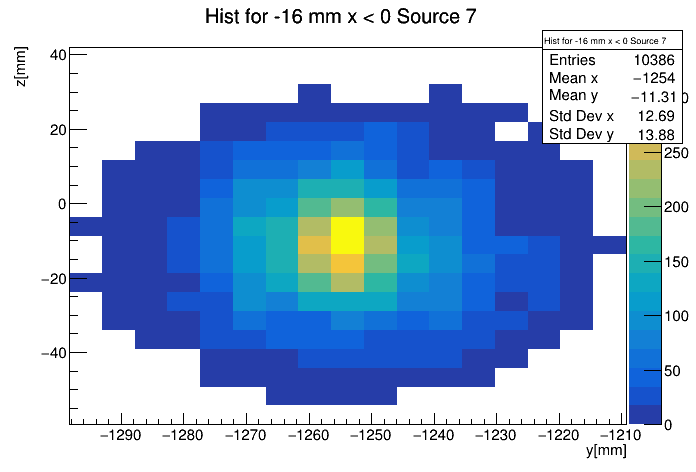 Hist for -16 mm x < 0 Source 7
z[mm]
40
20
0
−20
−40
Hist for -16 mm x < 0 Source 7
Entries 10386
Mean x −1254
Mean y −11.31
Std Dev x 12.69
Std Dev y 13.88
0
250
200
150
100
50
0
−1290 −1280 −1270 −1260 −1250 −1240 −1230 −1220 −1210
y[mm]